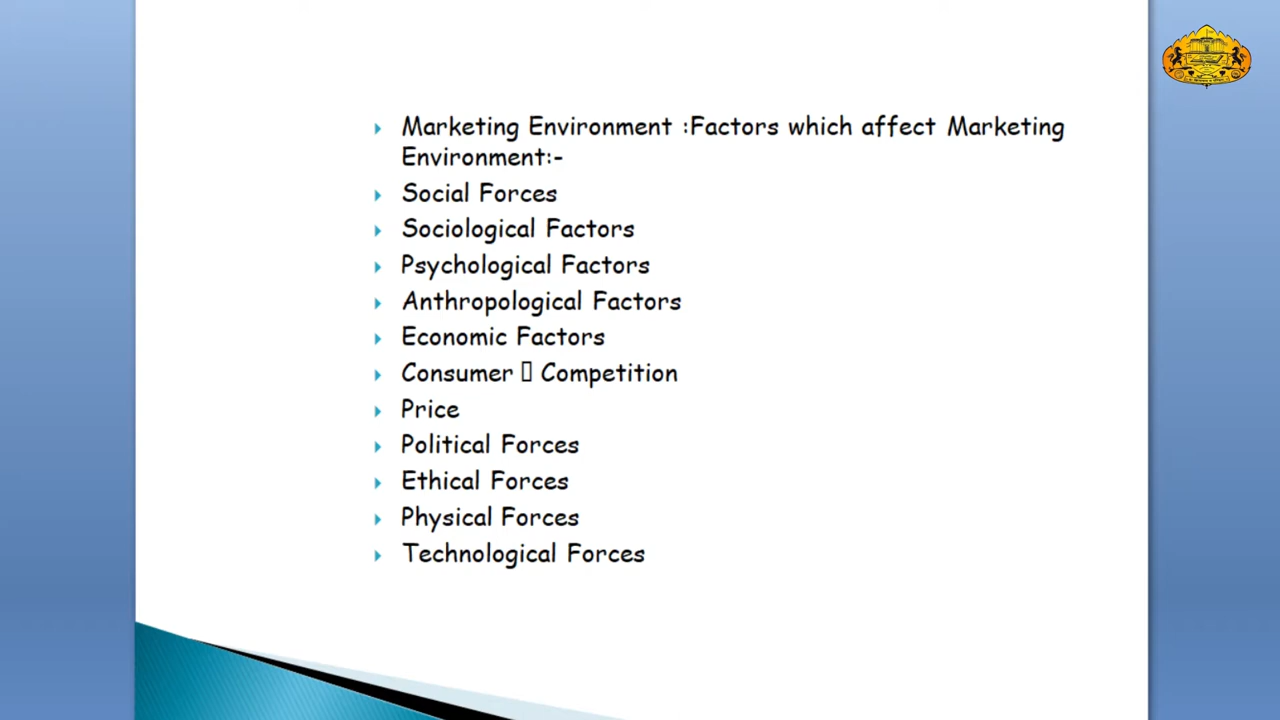 Marketing Environment :Factors which affect Marketing
Environment:-
Social Forces
Sociological Factors
Psychological Factors
Anthropological Factors
Economic Factors
Consumer ▯ Competition
Price
Political Forces
Ethical Forces
Physical Forces
Technological Forces